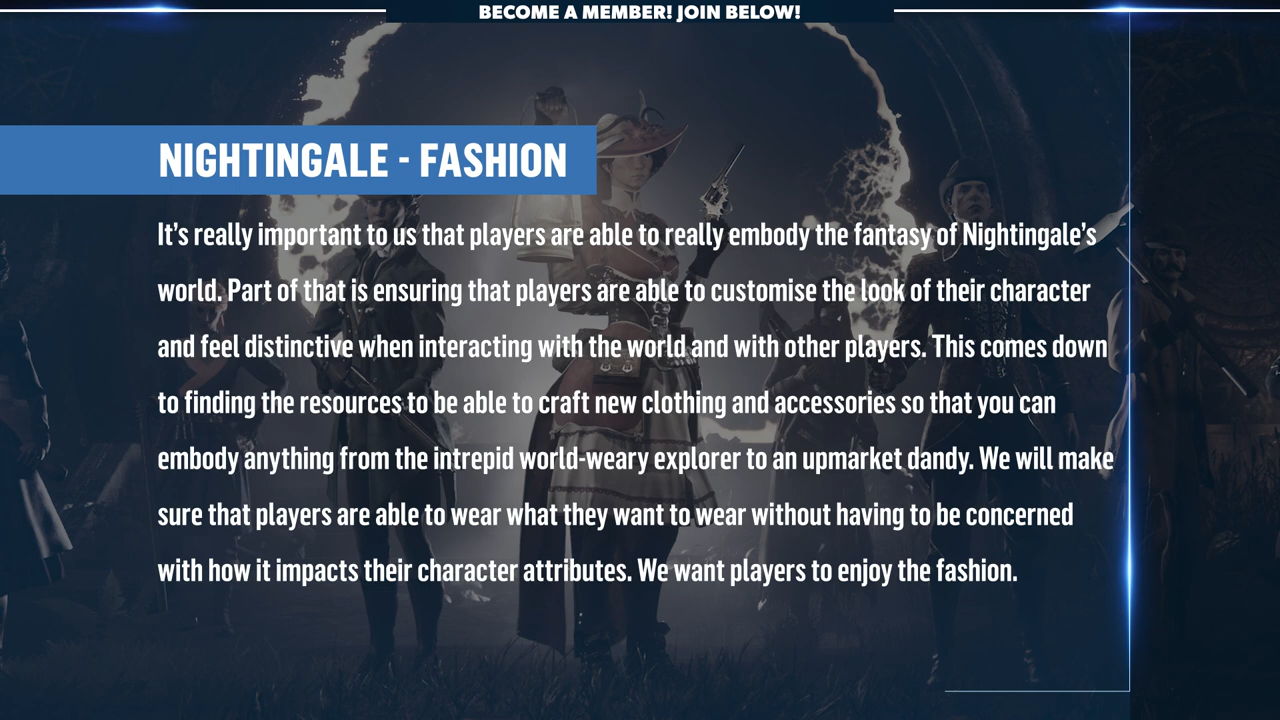 BECOME A MEMBER! JOIN BELOW!
NIGHTINGALE - FASHION
It’s really important to us that players are able to really embody the fantasy of Nightingale’s
world. Part of that is ensuring that players are able to customise the look of their character
and feel distinctive when interacting with the world and with other players. This comes down
to finding the resources to be able to craft new clothing and accessories so that you can
embody anything from the intrepid world-weary explorer to an upmarket dandy. We will make
sure that players are able to wear what they want to wear without having to be concerned
with how it impacts their character attributes. We want players to enjoy the fashion.